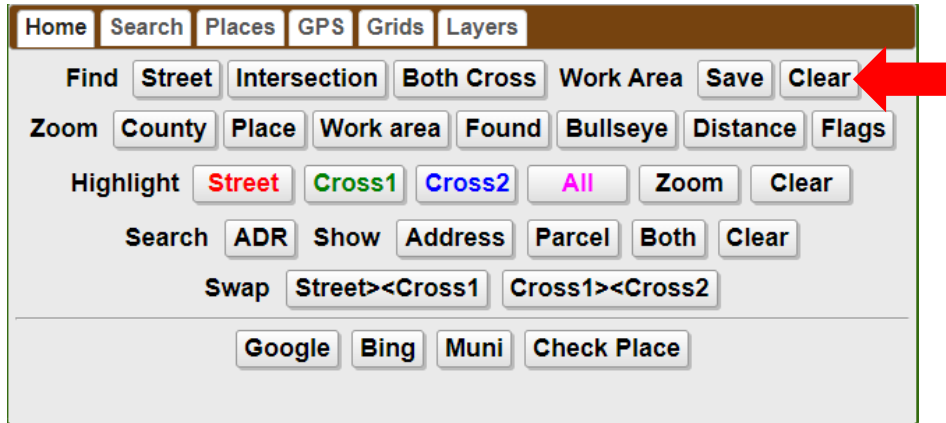 Home Search Places GPS Grids Layers
Find Street Intersection Both Cross Work Area Save Clear
Zoom County Place Work area Found Bullseye Distance Flags
Highlight Street Cross1 Cross2 All Zoom Clear
Search ADR Show Address Parcel Both Clear
Swap Street><Cross1 Cross1><Cross2
Google Bing Muni Check Place